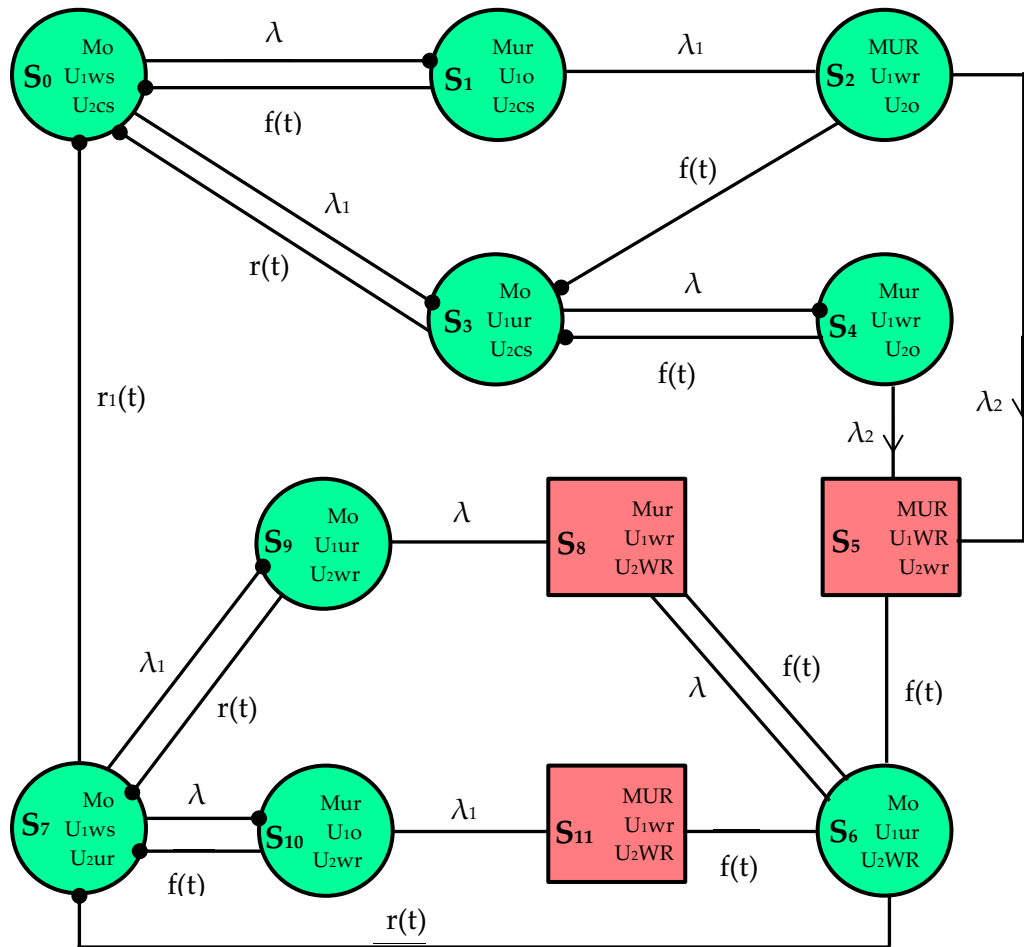 λ
λ₁
Mo
S₀ U₁ws
U₂cs
Mur
S₁ U₁o
U₂cs
MUR
S₂ U₁wr
U₂o
f(t)
f(t)
λ₁
r(t)
λ
Mo
S₃ U₁ur
U₂cs
Mur
S₄ U₁wr
U₂o
f(t)
r₁(t)
λ₂
λ₂
Mo
S₉ U₁ur
U₂wr
λ
Mur
S₈ U₁wr
U₂WR
MUR
S₅ U₁WR
U₂wr
λ₁
r(t)
f(t)
λ
f(t)
Mo
S₇ U₁ws
U₂ur
λ
Mur
S₁₀ U₁o
U₂wr
λ₁
MUR
S₁₁ U₁wr
U₂WR
Mo
S₆ U₁ur
U₂WR
f(t)
f(t)
r(t)